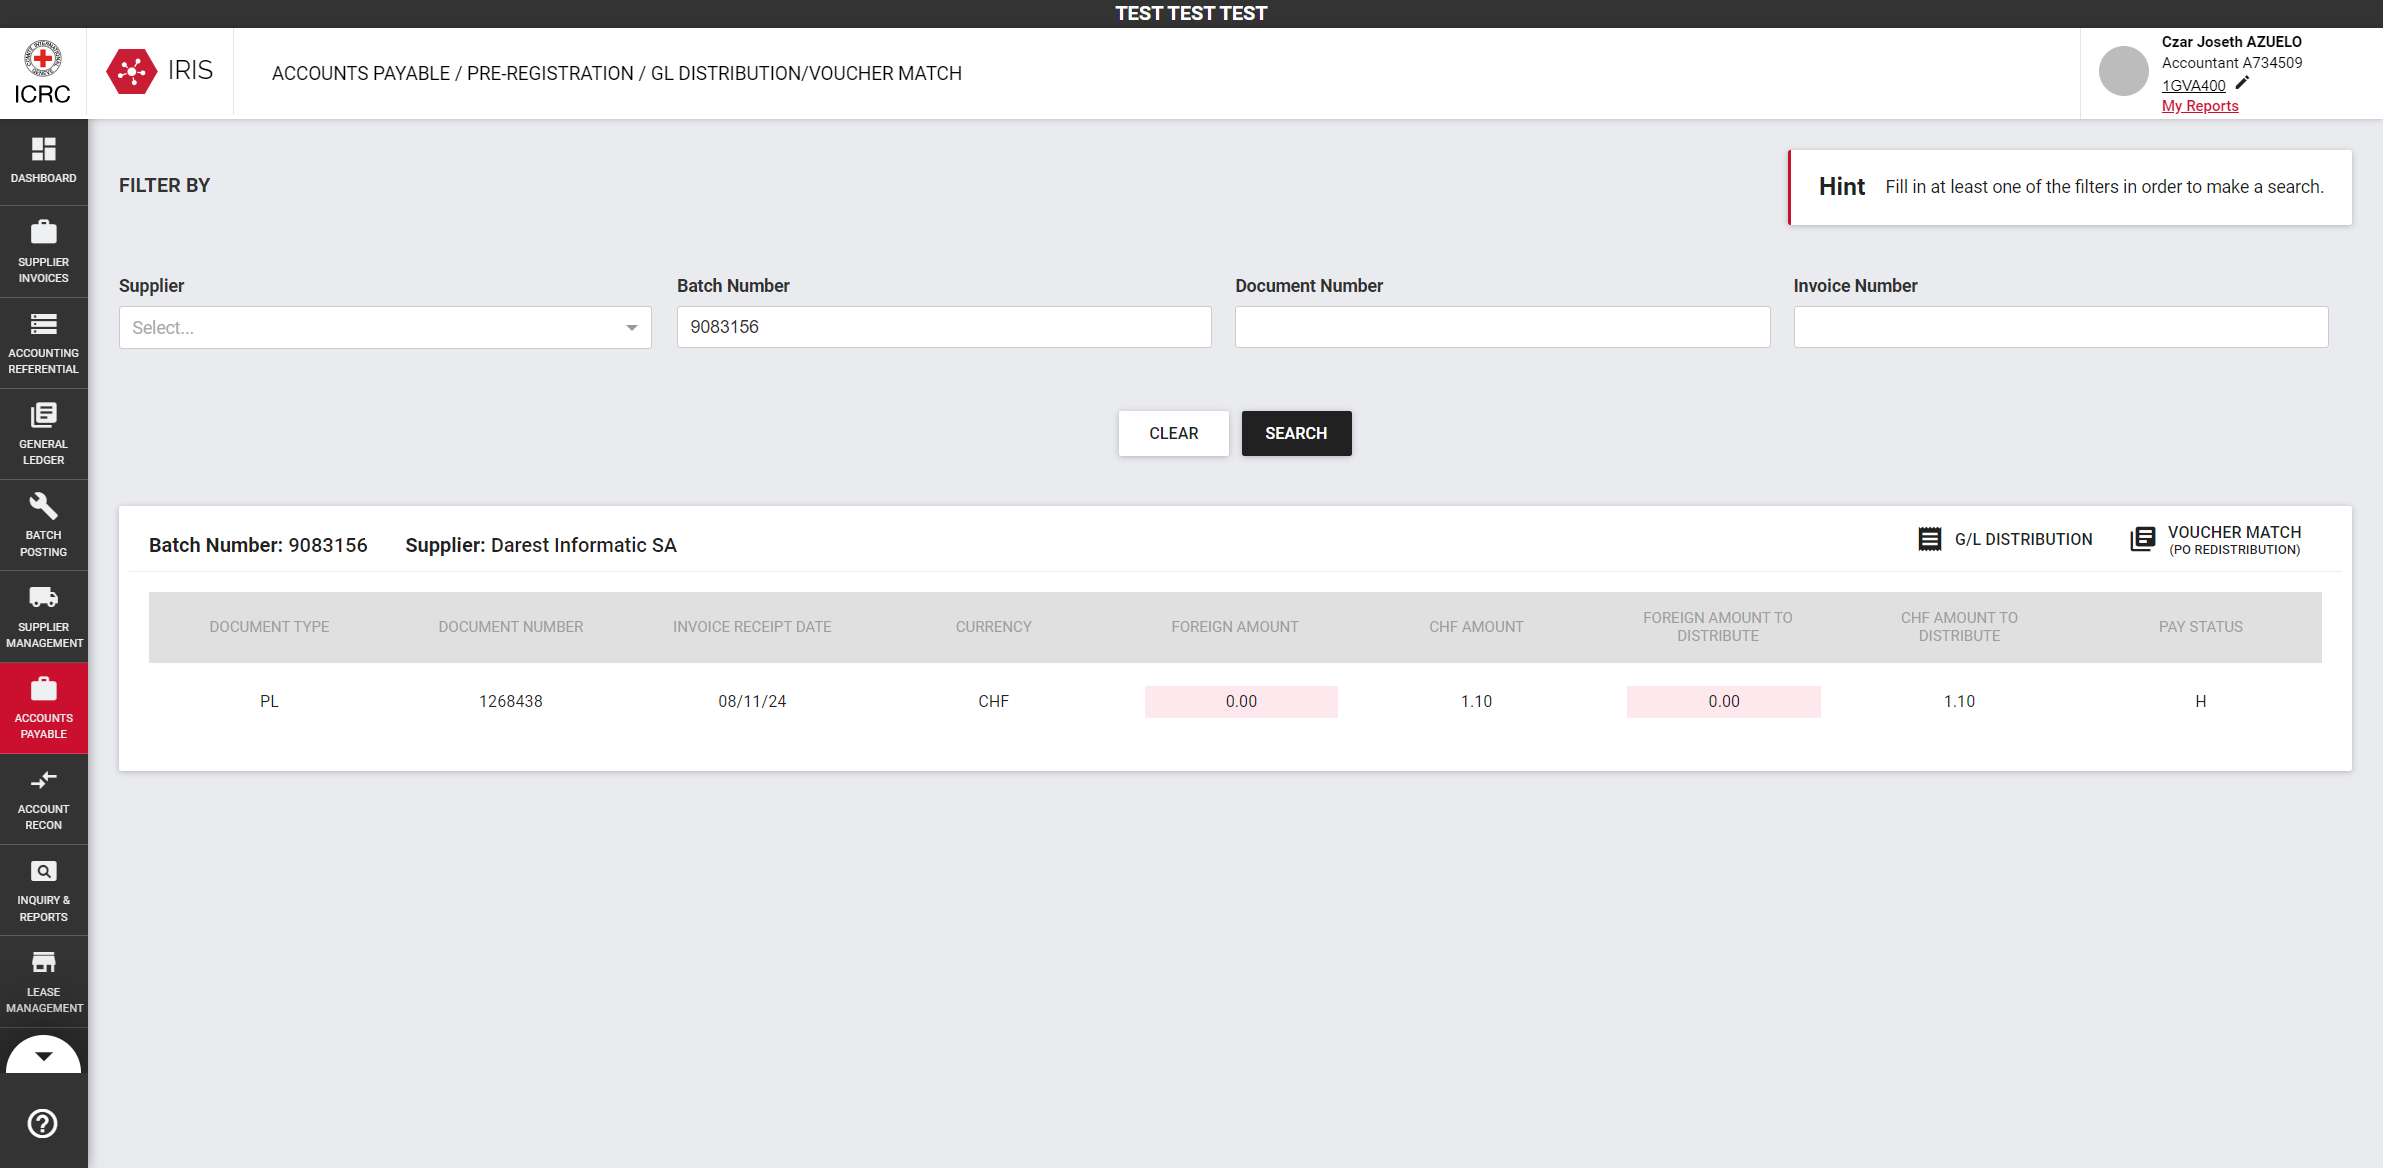 TEST TEST TEST
ICRC
IRIS
ACCOUNTS PAYABLE / PRE-REGISTRATION / GL DISTRIBUTION/VOUCHER MATCH
Czar Joseth AZUELO
Accountant A734509
1GVA400
My Reports
DASHBOARD
SUPPLIER
INVOICES
ACCOUNTING
REFERENTIAL
GENERAL
LEDGER
BATCH
POSTING
SUPPLIER
MANAGEMENT
ACCOUNTS
PAYABLE
ACCOUNT
RECON
INQUIRY &
REPORTS
LEASE
MANAGEMENT
FILTER BY
Hint Fill in at least one of the filters in order to make a search.
Supplier Batch Number Document Number Invoice Number
Select... 9083156
CLEAR SEARCH
Batch Number: 9083156 Supplier: Darest Informatic SA
G/L DISTRIBUTION
VOUCHER MATCH
(PO REDISTRIBUTION)
DOCUMENT TYPE DOCUMENT NUMBER INVOICE RECEIPT DATE CURRENCY FOREIGN AMOUNT CHF AMOUNT FOREIGN AMOUNT TO DISTRIBUTE CHF AMOUNT TO DISTRIBUTE PAY STATUS
PL 1268438 08/11/24 CHF 0.00 1.10 0.00 1.10 H